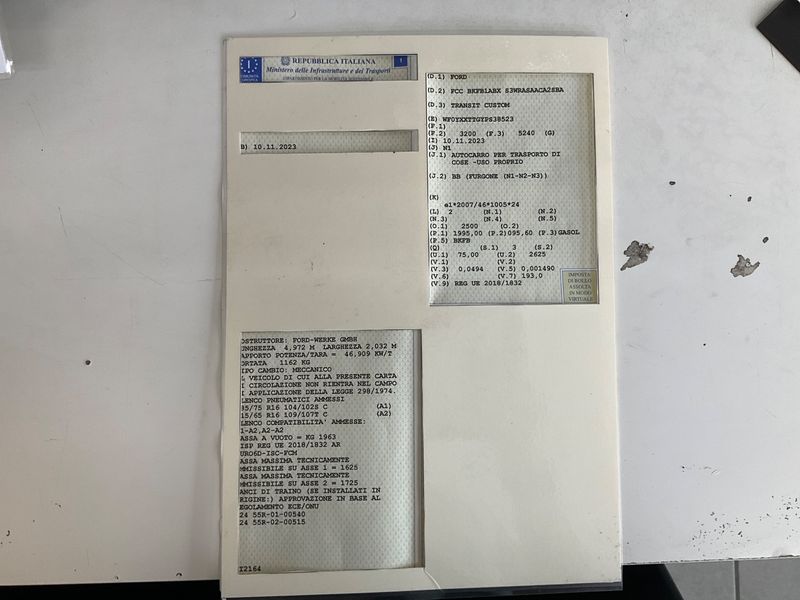 REPUBBLICA ITALIANA
Ministero delle Infrastrutture e dei Trasporti
DIPARTIMENTO PER LA MOBILITÀ SOSTENIBILE
I
I
B) 10.11.2023
OSTRUTTORE: FORD-WERKE GMBH
UNGHEZZA 4,972 M LARGHEZZA 2,032 M
APPORTO POTENZA/TARA = 46,909 KW/T
ORTATA 1162 KG
IPO CAMBIO: MECCANICO
L VEICOLO DI CUI ALLA PRESENTE CARTA
I CIRCOLAZIONE NON RIENTRA NEL CAMPO
I APPLICAZIONE DELLA LEGGE 298/1974.
LENCO PNEUMATICI AMMESSI
15/75 R16 104/102S C (A1)
15/65 R16 109/107T C (A2)
LENCO COMPATIBILITA' AMMESSE:
1-A2,A2-A2
ASSA A VUOTO = KG 1963
ISP REG UE 2018/1832 AR
URO6D-ISC-FCM
ASSA MASSIMA TECNICAMENTE
MMISSIBILE SU ASSE 1 = 1625
ASSA MASSIMA TECNICAMENTE
MMISSIBILE SU ASSE 2 = 1725
ANCI DI TRAINO (SE INSTALLATI IN
RIGINE:) APPROVAZIONE IN BASE AL
EGOLAMENTO ECE/ONU
24 55R-01-00540
24 55R-02-00515
I2164
(D.1) FORD
(D.2) FCC BKFB1ABX S3WRASAACA2SBA
(D.3) TRANSIT CUSTOM
(E) WF0YXXTTGYPS38523
(F.1)
(F.2) 3200 (F.3) 5240 (G)
(I) 10.11.2023
(J) N1
(J.1) AUTOCARRO PER TRASPORTO DI
COSE -USO PROPRIO
(J.2) BB (FURGONE (N1-N2-N3))
(K)
e1*2007/46*1005*24
(L) 2 (N.1) (N.2)
(N.3) (N.4) (N.5)
(O.1) 2500 (O.2)
(P.1) 1995,00 (P.2)095,60 (P.3)GASOL
(P.5) BKFB
(Q) (S.1) 3 (S.2)
(U.1) 75,00 (U.2) 2625
(V.1) (V.2)
(V.3) 0,0494 (V.5) 0,001490
(V.6) (V.7) 193,0
(V.9) REG UE 2018/1832
IMPOSTA
DI BOLLO
ASSOLTA
IN MODO
VIRTUALE